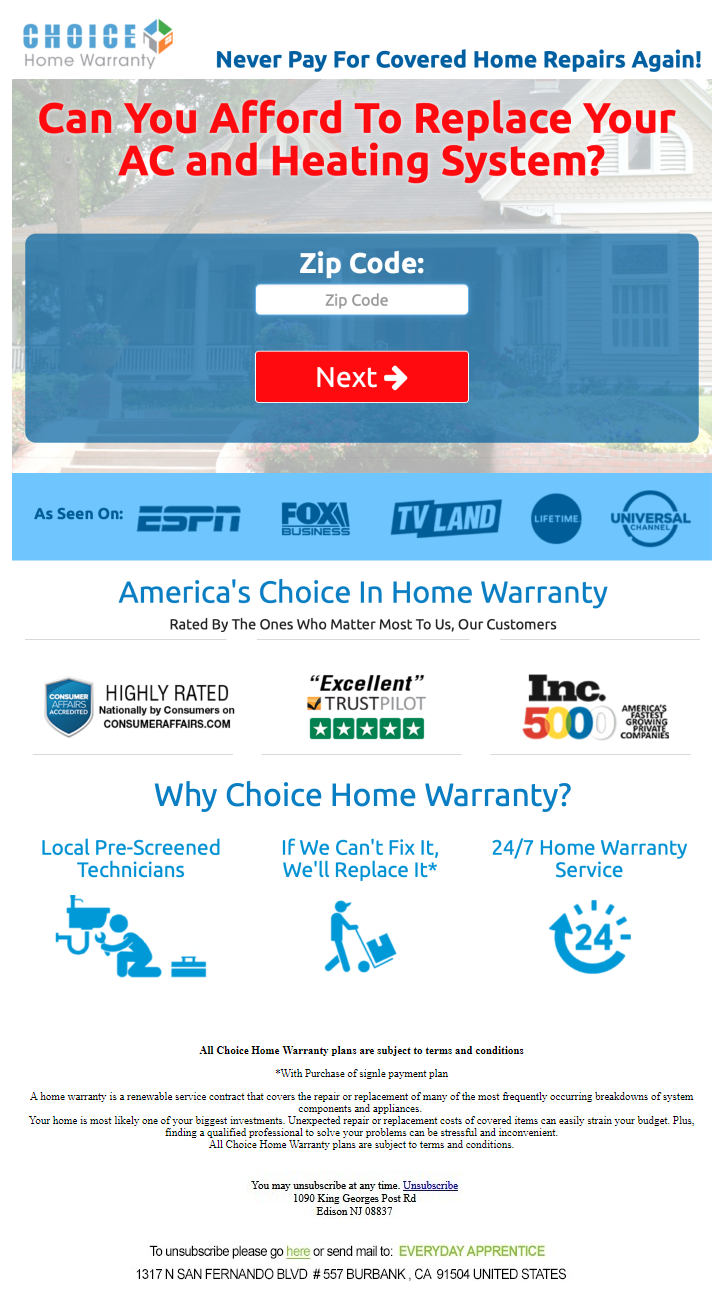 CHOICE
Home Warranty
Never Pay For Covered Home Repairs Again!
Can You Afford To Replace Your
AC and Heating System?
Zip Code:
Zip Code
Next
As Seen On:
ESPN
FOX
BUSINESS
TV LAND
LIFETIME
UNIVERSAL
CHANNEL
America's Choice In Home Warranty
Rated By The Ones Who Matter Most To Us, Our Customers
CONSUMER
AFFAIRS
ACCREDITED
HIGHLY RATED
Nationally by Consumers on
CONSUMERAFFAIRS.COM
“Excellent”
TRUSTPILOT
Inc.
5000
AMERICA'S
FASTEST
GROWING
PRIVATE
COMPANIES
Why Choice Home Warranty?
Local Pre-Screened
Technicians
If We Can't Fix It,
We'll Replace It*
24/7 Home Warranty
Service
24
All Choice Home Warranty plans are subject to terms and conditions
*With Purchase of signle payment plan
A home warranty is a renewable service contract that covers the repair or replacement of many of the most frequently occurring breakdowns of system
components and appliances.
Your home is most likely one of your biggest investments. Unexpected repair or replacement costs of covered items can easily strain your budget. Plus,
finding a qualified professional to solve your problems can be stressful and inconvenient.
All Choice Home Warranty plans are subject to terms and conditions.
You may unsubscribe at any time. Unsubscribe
1090 King Georges Post Rd
Edison NJ 08837
To unsubscribe please go here or send mail to: EVERYDAY APPRENTICE
1317 N SAN FERNANDO BLVD # 557 BURBANK , CA 91504 UNITED STATES